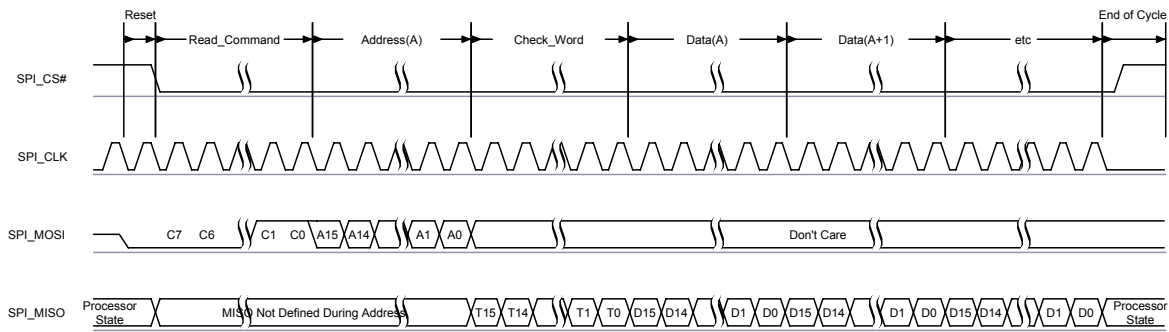 Reset
End of Cycle
Read_Command
Address(A)
Check_Word
Data(A)
Data(A+1)
etc
SPI_CS#
SPI_CLK
SPI_MOSI
C7 C6 C1 C0 A15 A14 A1 A0 Don't Care
SPI_MISO
Processor
State
MISO Not Defined During Address
T15 T14 T1 T0 D15 D14 D1 D0 D15 D14 D1 D0 D15 D14 D1 D0
Processor
State